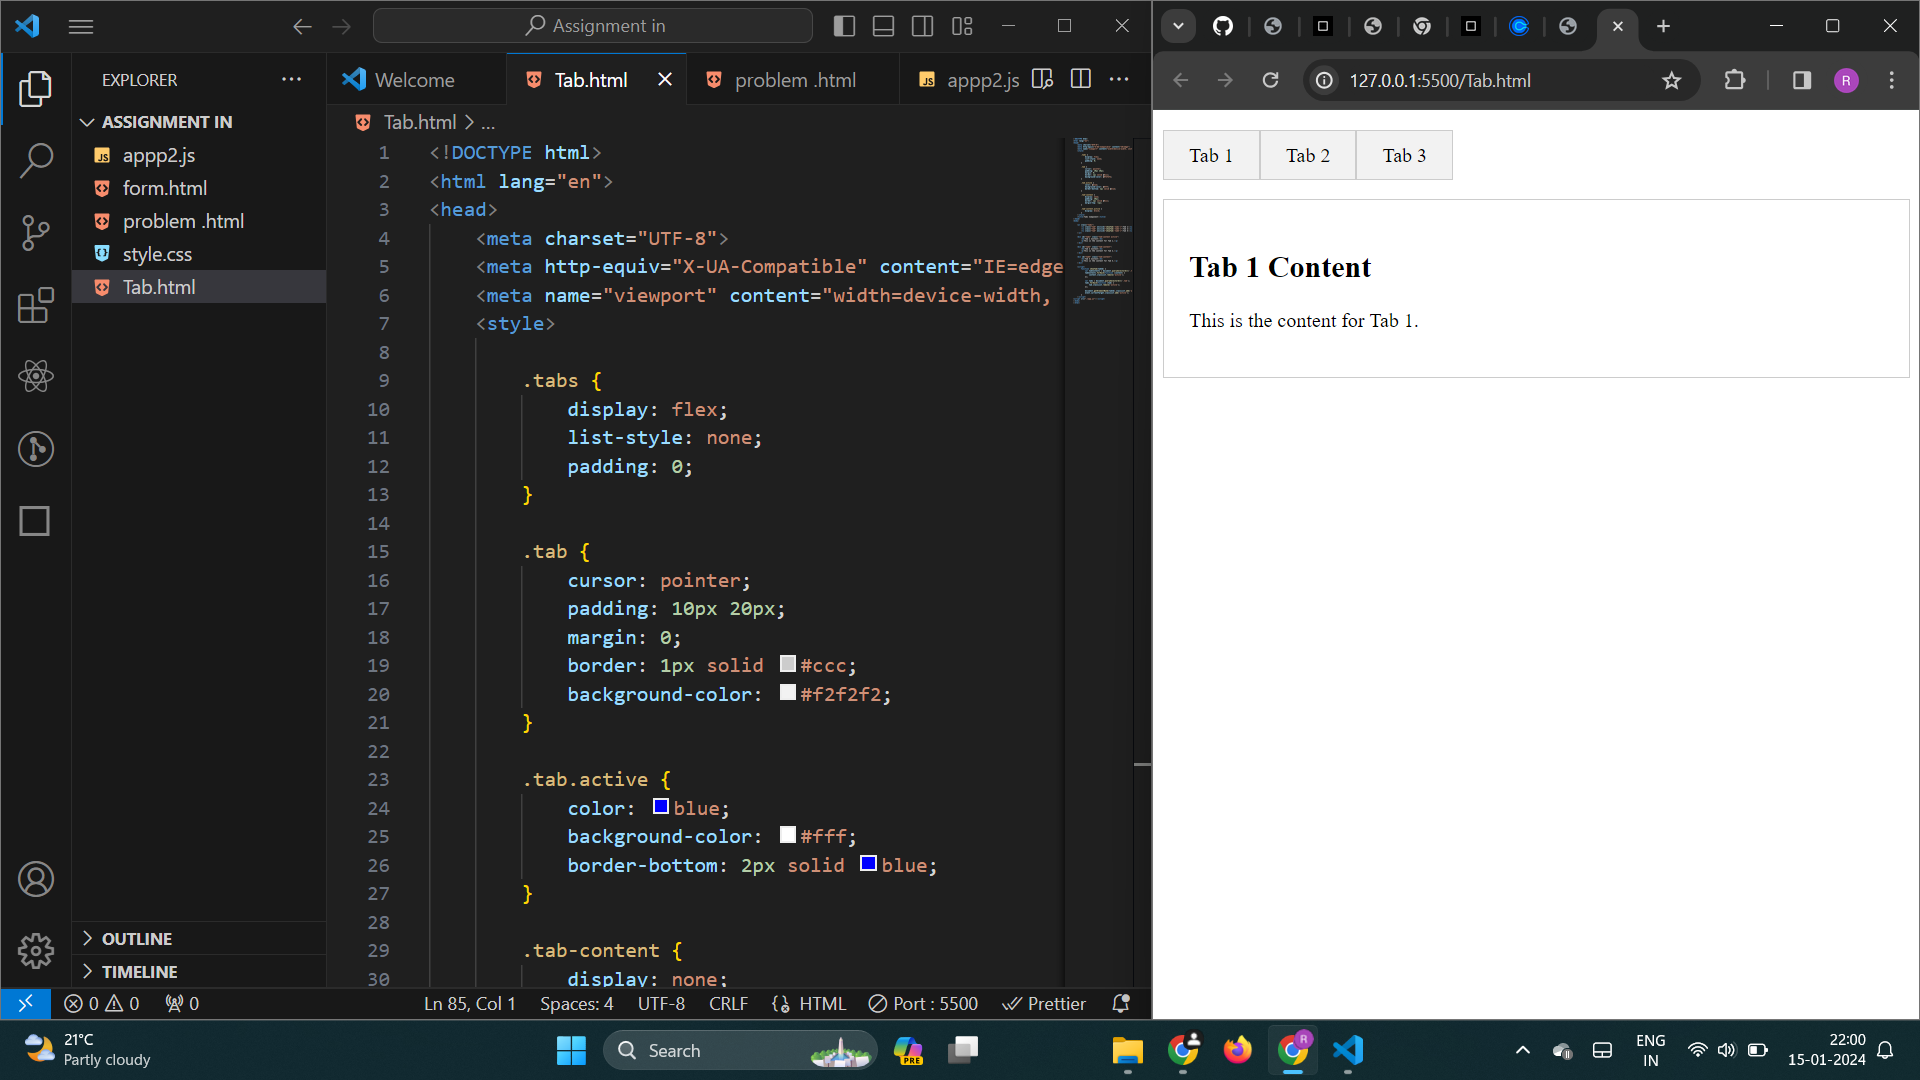 Assignment in
EXPLORER
ASSIGNMENT IN
appp2.js
form.html
problem .html
style.css
Tab.html
OUTLINE
TIMELINE
Welcome
Tab.html
problem .html
appp2.js
Tab.html > ...
1 <!DOCTYPE html>
2 <html lang="en">
3 <head>
4 <meta charset="UTF-8">
5 <meta http-equiv="X-UA-Compatible" content="IE=edge
6 <meta name="viewport" content="width=device-width,
7 <style>
8
9 .tabs {
10 display: flex;
11 list-style: none;
12 padding: 0;
13 }
14
15 .tab {
16 cursor: pointer;
17 padding: 10px 20px;
18 margin: 0;
19 border: 1px solid #ccc;
20 background-color: #f2f2f2;
21 }
22
23 .tab.active {
24 color: blue;
25 background-color: #fff;
26 border-bottom: 2px solid blue;
27 }
28
29 .tab-content {
30 display: none;
0 0 0
Ln 85, Col 1 Spaces: 4 UTF-8 CRLF HTML Port : 5500 Prettier
127.0.0.1:5500/Tab.html
R
Tab 1 Tab 2 Tab 3
Tab 1 Content
This is the content for Tab 1.
21°C
Partly cloudy
Search
PRE
R
ENG
IN
22:00
15-01-2024